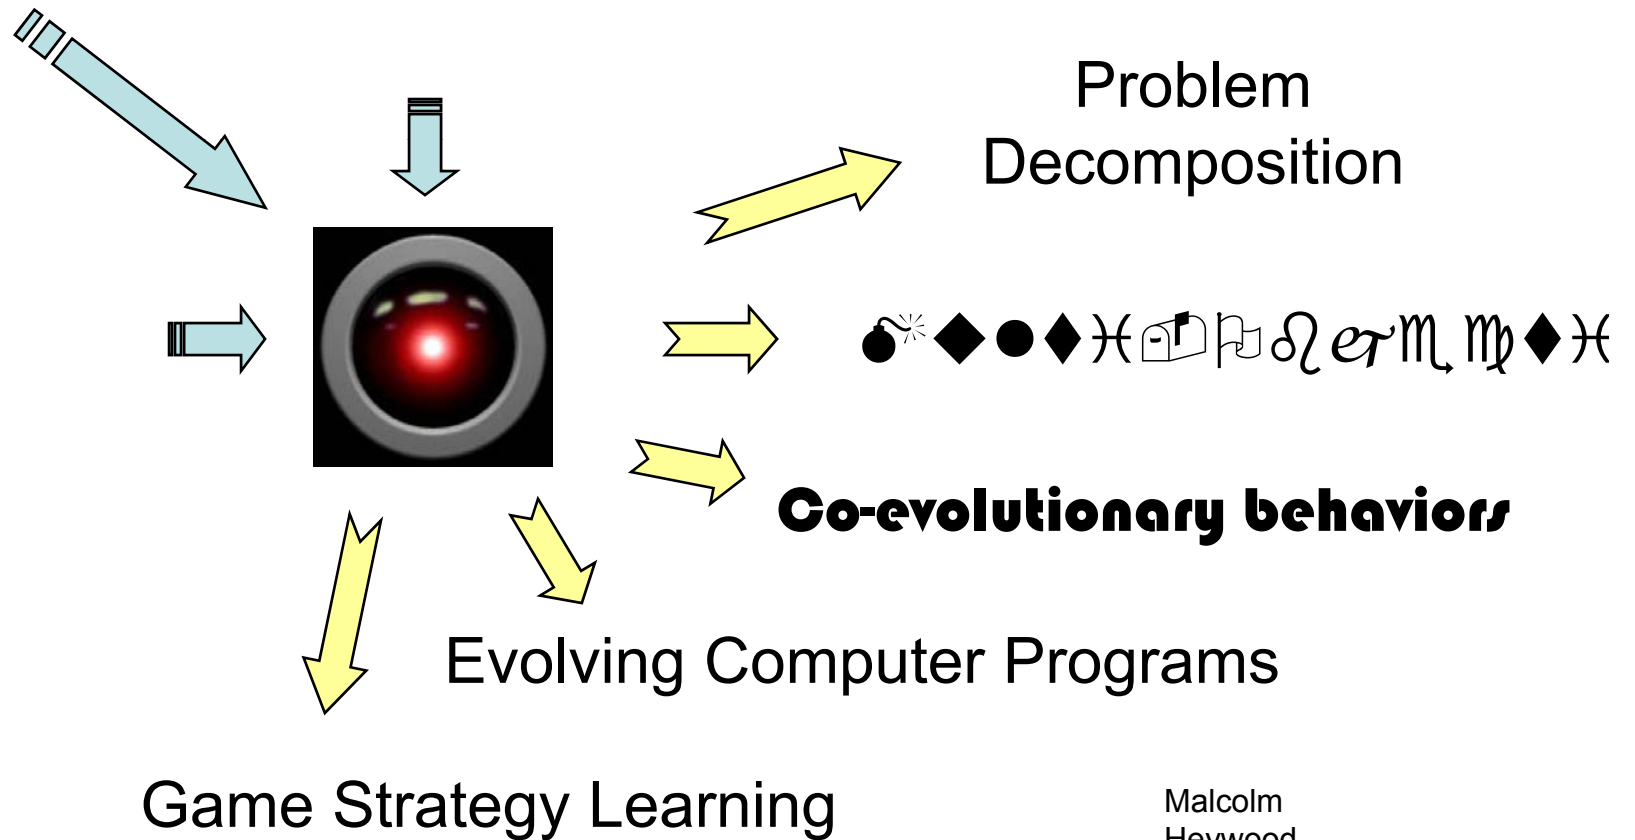 Problem
Decomposition
💣◆●⧫♓📪🏳♌🙰♏♍⧫♓
Co-evolutionary behaviors
Evolving Computer Programs
Game Strategy Learning
Malcolm
Heywood